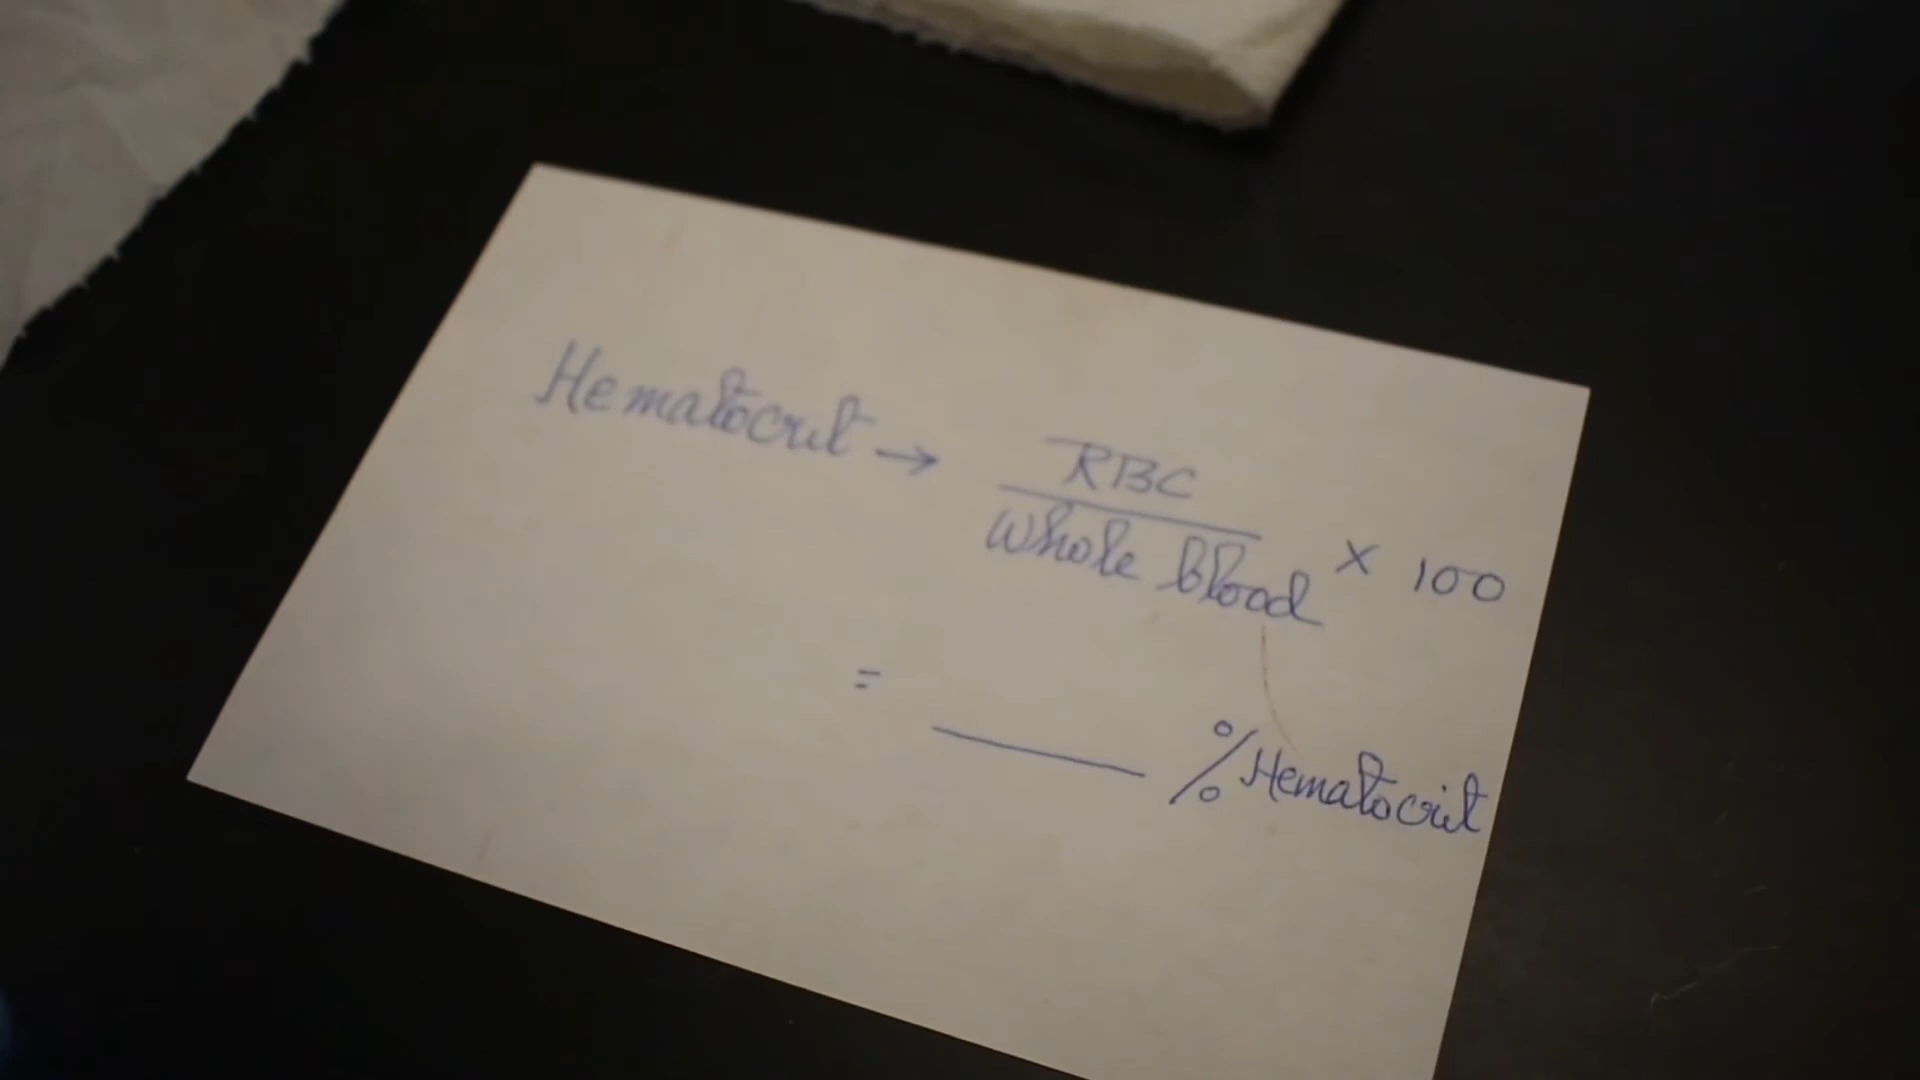 Hematocrit → RBC
Whole blood × 100
= ______ % Hematocrit